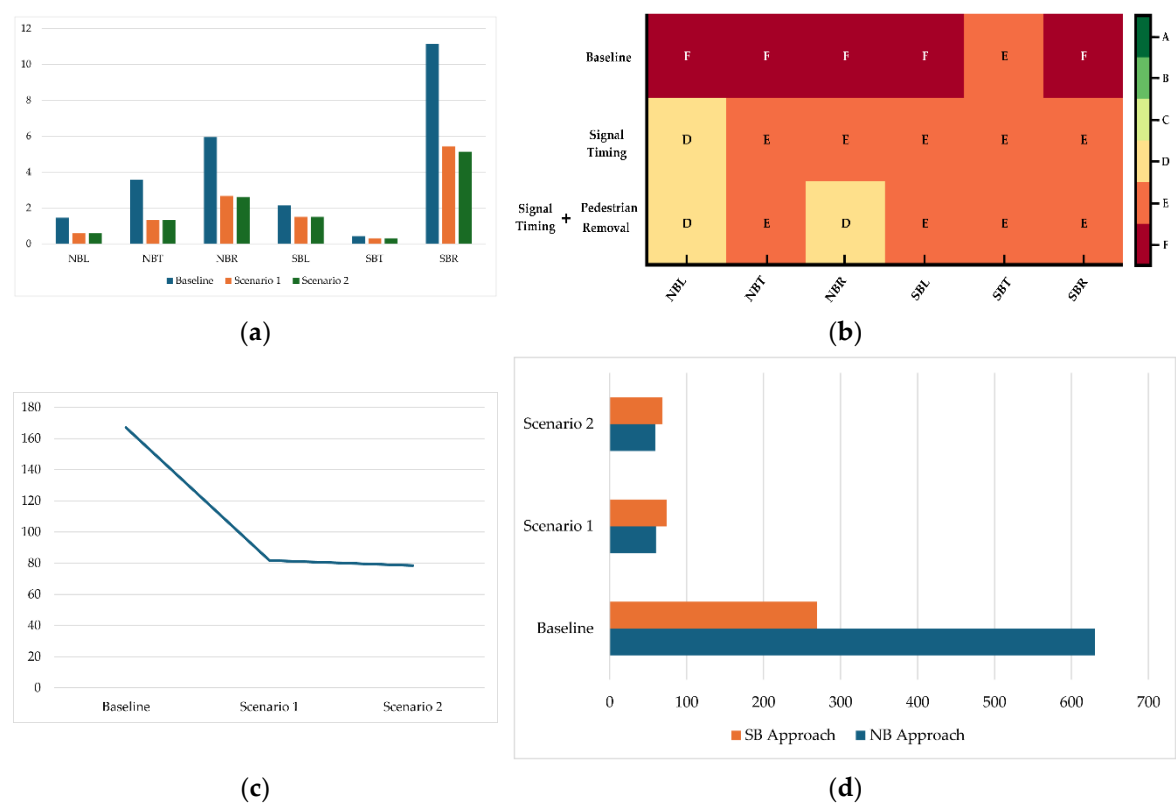 12
10
8
6
4
2
0
NBL NBT NBR SBL SBT SBR
Baseline Scenario 1 Scenario 2
(a)
Baseline F F F F E F
Signal Timing D E E E E E
Signal Timing + Pedestrian Removal D E D E E E
NBL NBT NBR SBL SBT SBR
A
B
C
D
E
F
(b)
180
160
140
120
100
80
60
40
20
0
Baseline Scenario 1 Scenario 2
(c)
Scenario 2
Scenario 1
Baseline
0 100 200 300 400 500 600 700
SB Approach NB Approach
(d)